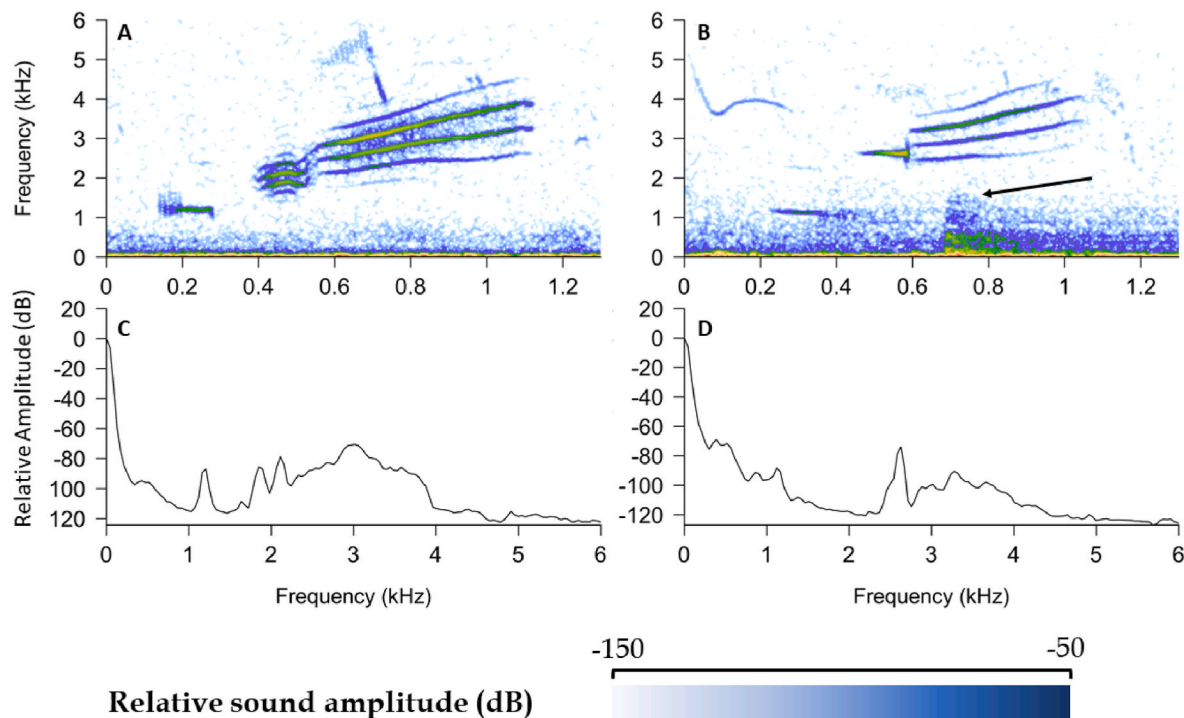 A
Frequency (kHz)
6
5
4
3
2
1
0
0 0.2 0.4 0.6 0.8 1 1.2
B
6
5
4
3
2
1
0
0 0.2 0.4 0.6 0.8 1 1.2
C
Relative Amplitude (dB)
20
0
-20
-40
-60
-80
100
120
0 1 2 3 4 5 6
Frequency (kHz)
D
20
0
-20
-40
-60
-80
-100
-120
0 1 2 3 4 5 6
Frequency (kHz)
-150 -50
Relative sound amplitude (dB)